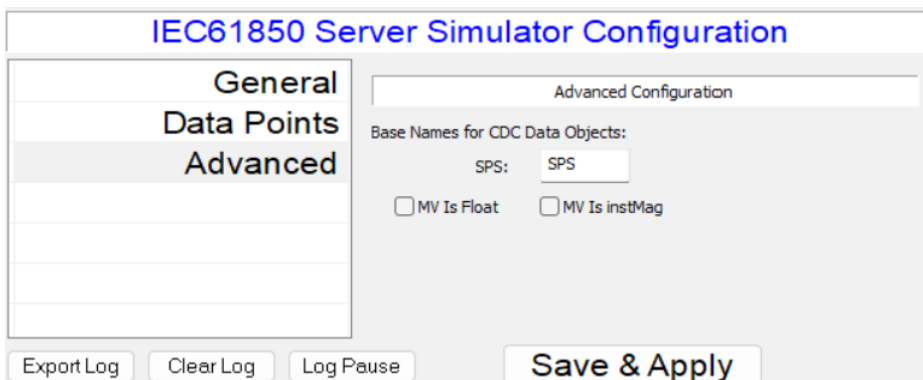 IEC61850 Server Simulator Configuration
General
Data Points
Advanced
Advanced Configuration
Base Names for CDC Data Objects:
SPS: SPS
MV Is Float MV Is instMag
Export Log Clear Log Log Pause Save & Apply